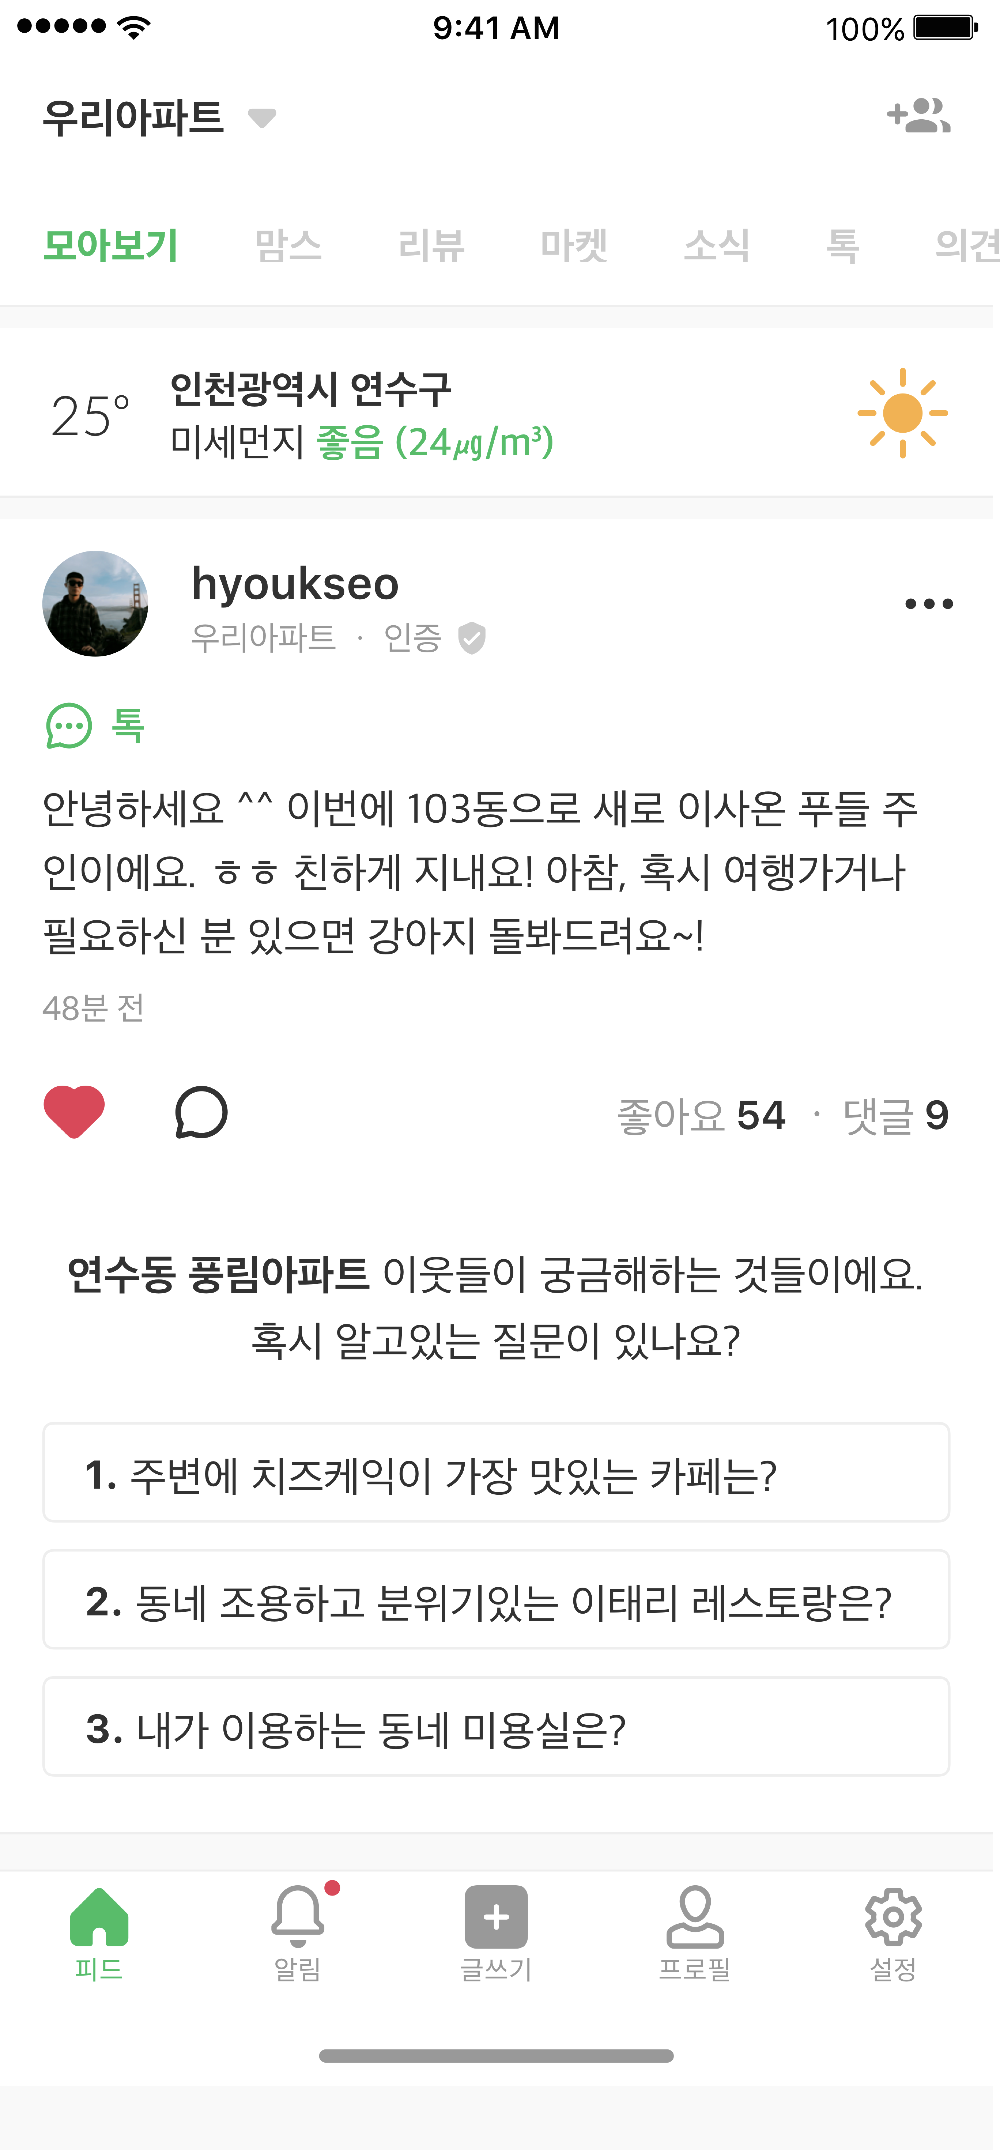 9:41 AM
100%
우리아파트
모아보기 맘스 리뷰 마켓 소식 톡 의견
25°
인천광역시 연수구
미세먼지 좋음 (24㎍/m³)
hyoukseo
우리아파트 · 인증
톡
안녕하세요 ^^ 이번에 103동으로 새로 이사온 푸들 주
인이에요. ㅎㅎ 친하게 지내요! 아참, 혹시 여행가거나
필요하신 분 있으면 강아지 돌봐드려요~!
48분 전
좋아요 54 · 댓글 9
연수동 풍림아파트 이웃들이 궁금해하는 것들이에요.
혹시 알고있는 질문이 있나요?
1. 주변에 치즈케익이 가장 맛있는 카페는?
2. 동네 조용하고 분위기있는 이태리 레스토랑은?
3. 내가 이용하는 동네 미용실은?
피드 알림 글쓰기 프로필 설정